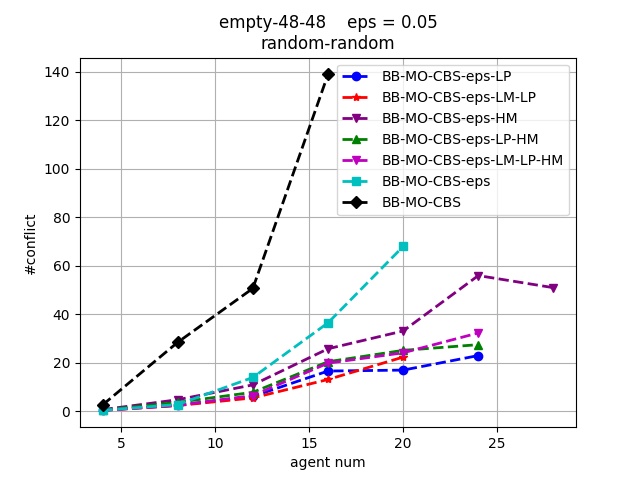 empty-48-48    eps = 0.05
random-random
140
120
100
80
60
40
20
0
#conflict
5
10
15
20
25
agent num
BB-MO-CBS-eps-LP
BB-MO-CBS-eps-LM-LP
BB-MO-CBS-eps-HM
BB-MO-CBS-eps-LP-HM
BB-MO-CBS-eps-LM-LP-HM
BB-MO-CBS-eps
BB-MO-CBS